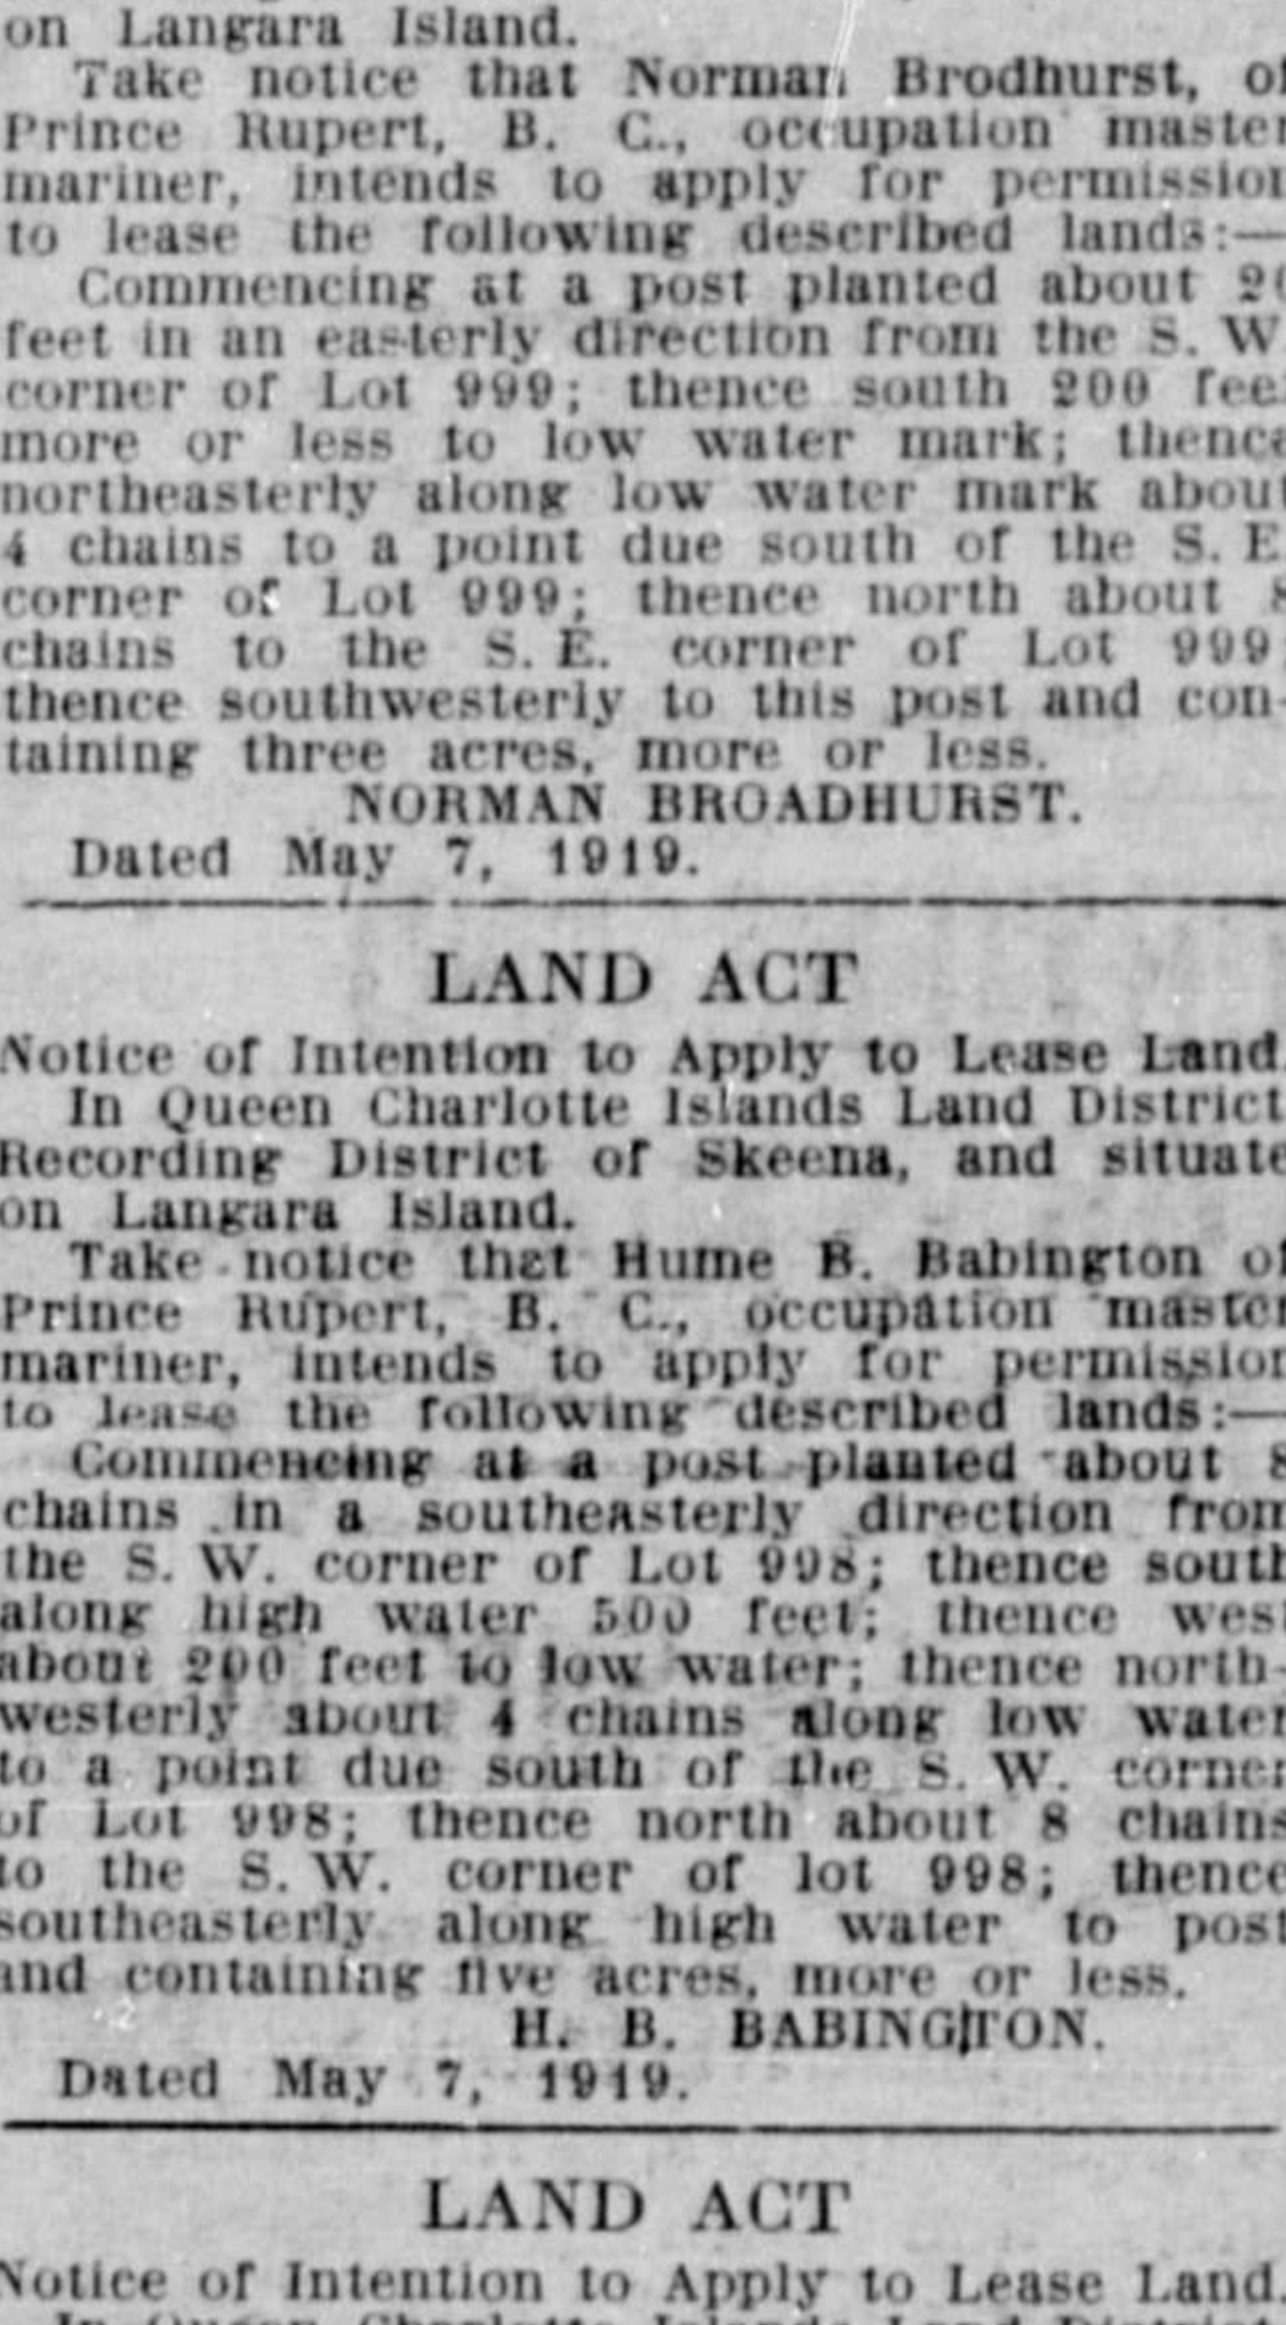 on Langara Island.
Take notice that Norman Brodhurst, of
Prince Rupert, B. C., occupation master
mariner, intends to apply for permission
to lease the following described lands:—
Commencing at a post planted about 20
feet in an easterly direction from the S. W.
corner of Lot 999; thence south 200 feet
more or less to low water mark; thence
northeasterly along low water mark about
4 chains to a point due south of the S. E.
corner of Lot 999; thence north about 8
chains to the S. E. corner of Lot 999;
thence southwesterly to this post and con-
taining three acres, more or less.
NORMAN BROADHURST.
Dated May 7, 1919.
LAND ACT
Notice of Intention to Apply to Lease Land.
In Queen Charlotte Islands Land District
Recording District of Skeena, and situate
on Langara Island.
Take notice that Hume B. Babington of
Prince Rupert, B. C., occupation master
mariner, intends to apply for permission
to lease the following described lands:—
Commencing at a post planted about 8
chains in a southeasterly direction from
the S. W. corner of Lot 998; thence south
along high water 500 feet; thence west
about 200 feet to low water; thence north-
westerly about 4 chains along low water
to a point due south of the S. W. corner
of Lot 998; thence north about 8 chains
to the S. W. corner of lot 998; thence
southeasterly along high water to post
and containing five acres, more or less.
H. B. BABINGTON.
Dated May 7, 1919.
LAND ACT
Notice of Intention to Apply to Lease Land.
In Queen Charlotte Islands Land District